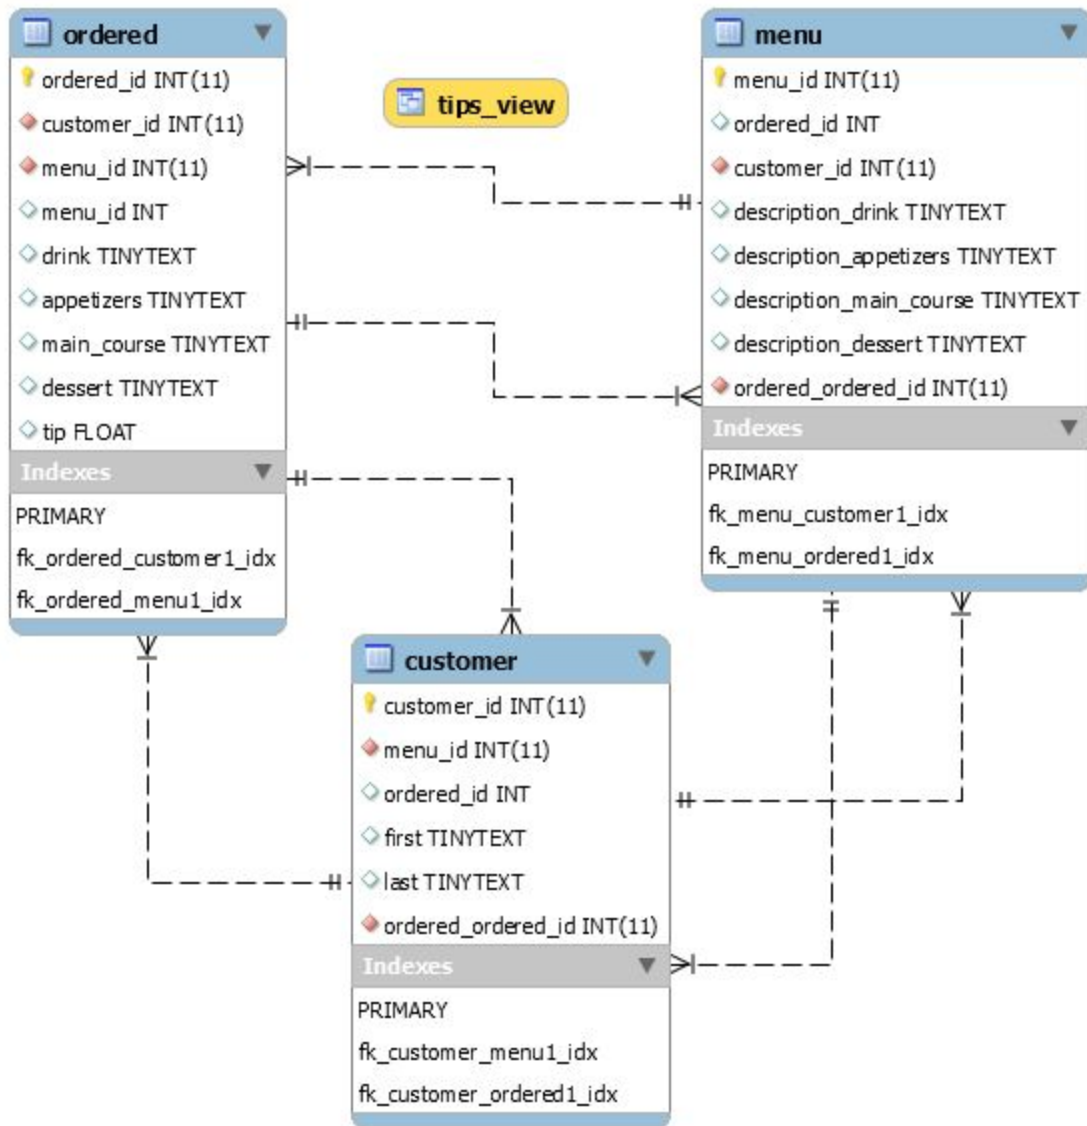 ordered
ordered_id INT(11)
customer_id INT(11)
menu_id INT(11)
menu_id INT
drink TINYTEXT
appetizers TINYTEXT
main_course TINYTEXT
dessert TINYTEXT
tip FLOAT
Indexes
PRIMARY
fk_ordered_customer1_idx
fk_ordered_menu1_idx
tips_view
menu
menu_id INT(11)
ordered_id INT
customer_id INT(11)
description_drink TINYTEXT
description_appetizers TINYTEXT
description_main_course TINYTEXT
description_dessert TINYTEXT
ordered_ordered_id INT(11)
Indexes
PRIMARY
fk_menu_customer1_idx
fk_menu_ordered1_idx
customer
customer_id INT(11)
menu_id INT(11)
ordered_id INT
first TINYTEXT
last TINYTEXT
ordered_ordered_id INT(11)
Indexes
PRIMARY
fk_customer_menu1_idx
fk_customer_ordered1_idx